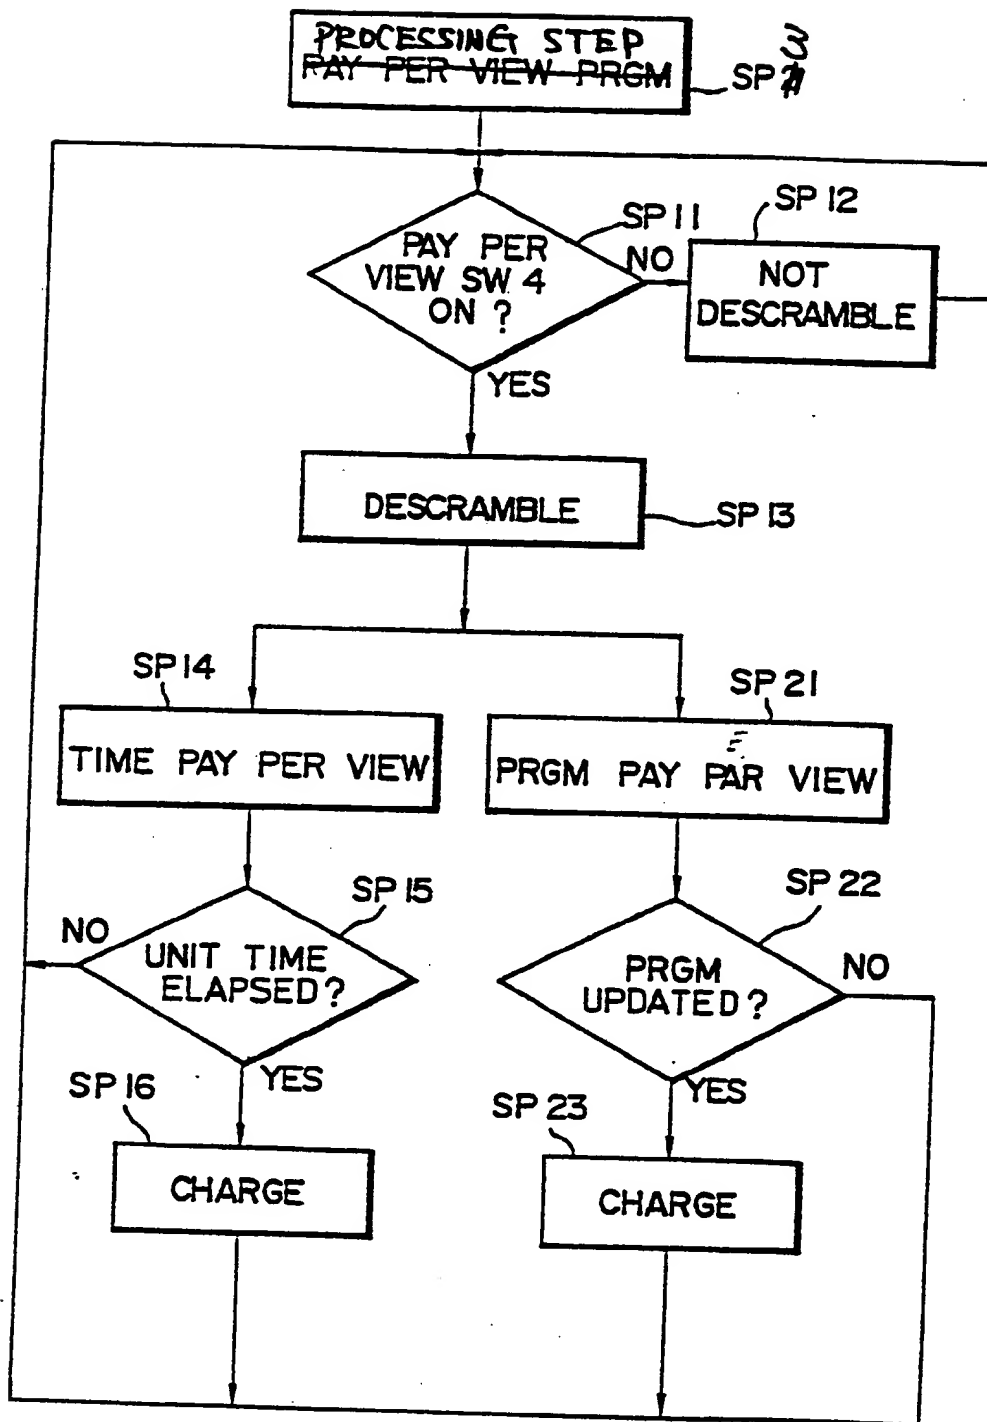 PROCESSING STEP
PAY PER VIEW PRGM
SP 3
SP 11
SP 12
PAY PER
VIEW SW 4
ON ?
NO
NOT
DESCRAMBLE
YES
DESCRAMBLE
SP 13
SP 14
SP 21
TIME PAY PER VIEW
PRGM PAY PAR VIEW
SP 15
SP 22
NO
UNIT TIME
ELAPSED?
PRGM
UPDATED?
NO
SP 16
YES
SP 23
YES
CHARGE
CHARGE